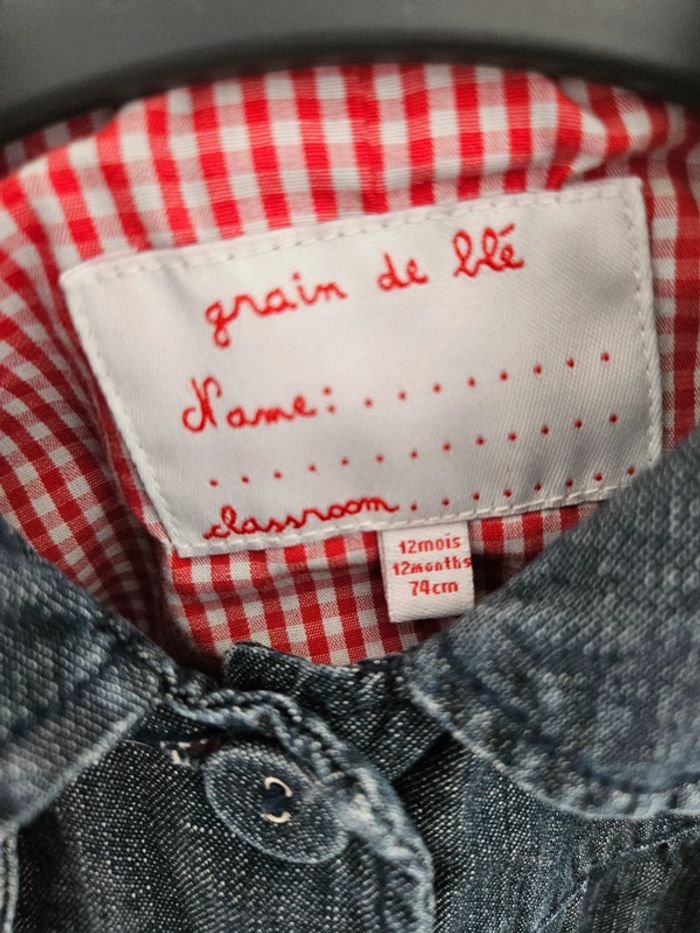 grain de blé
Name: . . . . . . . .
. . . . . . . . . . . . .
classroom . . . . . . . .
12mois
12months
74cm